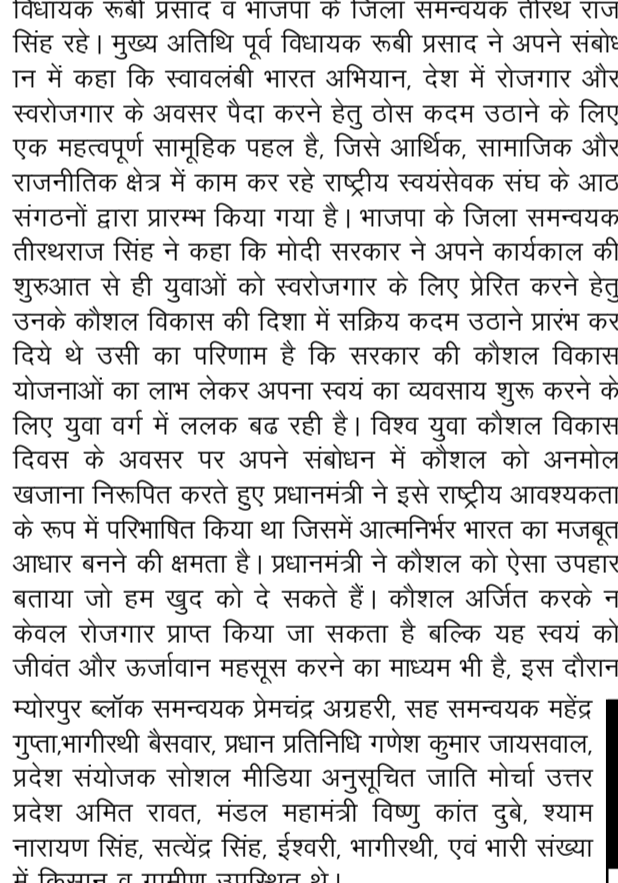 विधायक रूबी प्रसाद व भाजपा के जिला समन्वयक तीरथ राज
सिंह रहे। मुख्य अतिथि पूर्व विधायक रूबी प्रसाद ने अपने संबोध
ान में कहा कि स्वावलंबी भारत अभियान, देश में रोजगार और
स्वरोजगार के अवसर पैदा करने हेतु ठोस कदम उठाने के लिए
एक महत्वपूर्ण सामूहिक पहल है, जिसे आर्थिक, सामाजिक और
राजनीतिक क्षेत्र में काम कर रहे राष्ट्रीय स्वयंसेवक संघ के आठ
संगठनों द्वारा प्रारम्भ किया गया है। भाजपा के जिला समन्वयक
तीरथराज सिंह ने कहा कि मोदी सरकार ने अपने कार्यकाल की
शुरुआत से ही युवाओं को स्वरोजगार के लिए प्रेरित करने हेतु
उनके कौशल विकास की दिशा में सक्रिय कदम उठाने प्रारंभ कर
दिये थे उसी का परिणाम है कि सरकार की कौशल विकास
योजनाओं का लाभ लेकर अपना स्वयं का व्यवसाय शुरू करने के
लिए युवा वर्ग में ललक बढ रही है। विश्व युवा कौशल विकास
दिवस के अवसर पर अपने संबोधन में कौशल को अनमोल
खजाना निरूपित करते हुए प्रधानमंत्री ने इसे राष्ट्रीय आवश्यकता
के रूप में परिभाषित किया था जिसमें आत्मनिर्भर भारत का मजबूत
आधार बनने की क्षमता है। प्रधानमंत्री ने कौशल को ऐसा उपहार
बताया जो हम खुद को दे सकते हैं। कौशल अर्जित करके न
केवल रोजगार प्राप्त किया जा सकता है बल्कि यह स्वयं को
जीवंत और ऊर्जावान महसूस करने का माध्यम भी है, इस दौरान
म्योरपुर ब्लॉक समन्वयक प्रेमचंद्र अग्रहरी, सह समन्वयक महेंद्र
गुप्ता,भागीरथी बैसवार, प्रधान प्रतिनिधि गणेश कुमार जायसवाल,
प्रदेश संयोजक सोशल मीडिया अनुसूचित जाति मोर्चा उत्तर
प्रदेश अमित रावत, मंडल महामंत्री विष्णु कांत दुबे, श्याम
नारायण सिंह, सत्येंद्र सिंह, ईश्वरी, भागीरथी, एवं भारी संख्या
में किसान व ग्रामीण उपस्थित थे।